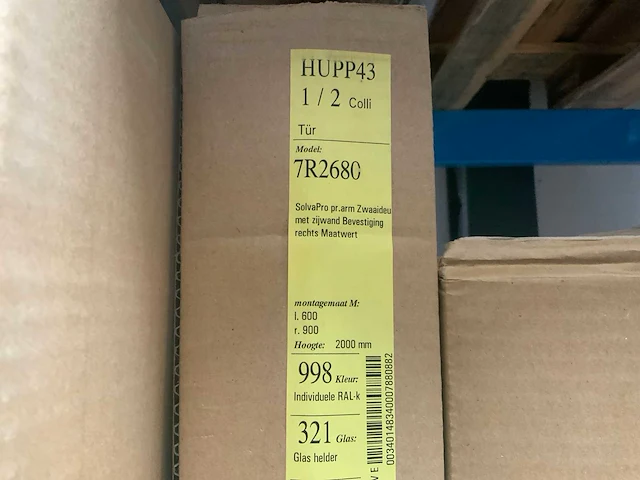 HUPP43
1 / 2 Colli
Tür
Model:
7R2680
SolvaPro pr.arm Zwaaideu
met zijwand Bevestiging
rechts Maatwert
montagemaat M:
l. 600
r. 900
Hoogte: 2000 mm
998 Kleur:
Individuele RAL-k
321 Glas:
Glas helder
00340148340007880882